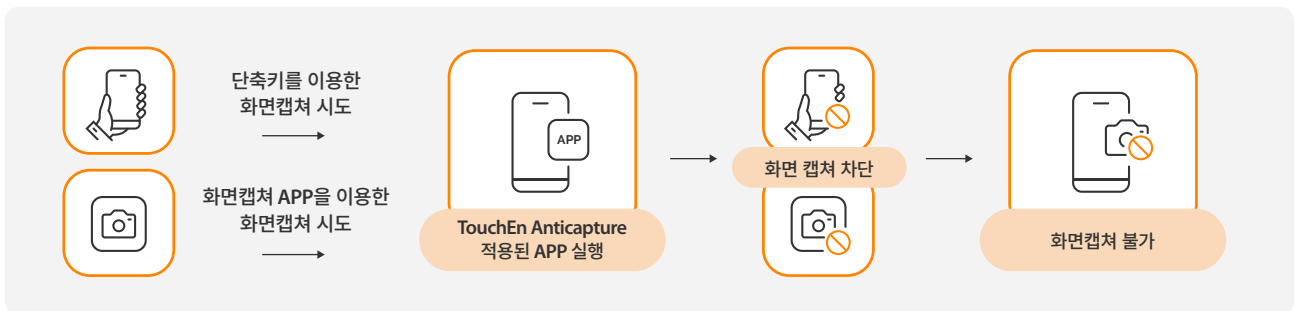 단축키를 이용한
화면캡쳐 시도
화면캡쳐 APP을 이용한
화면캡쳐 시도
APP
TouchEn Anticapture
적용된 APP 실행
화면 캡쳐 차단
화면캡쳐 불가